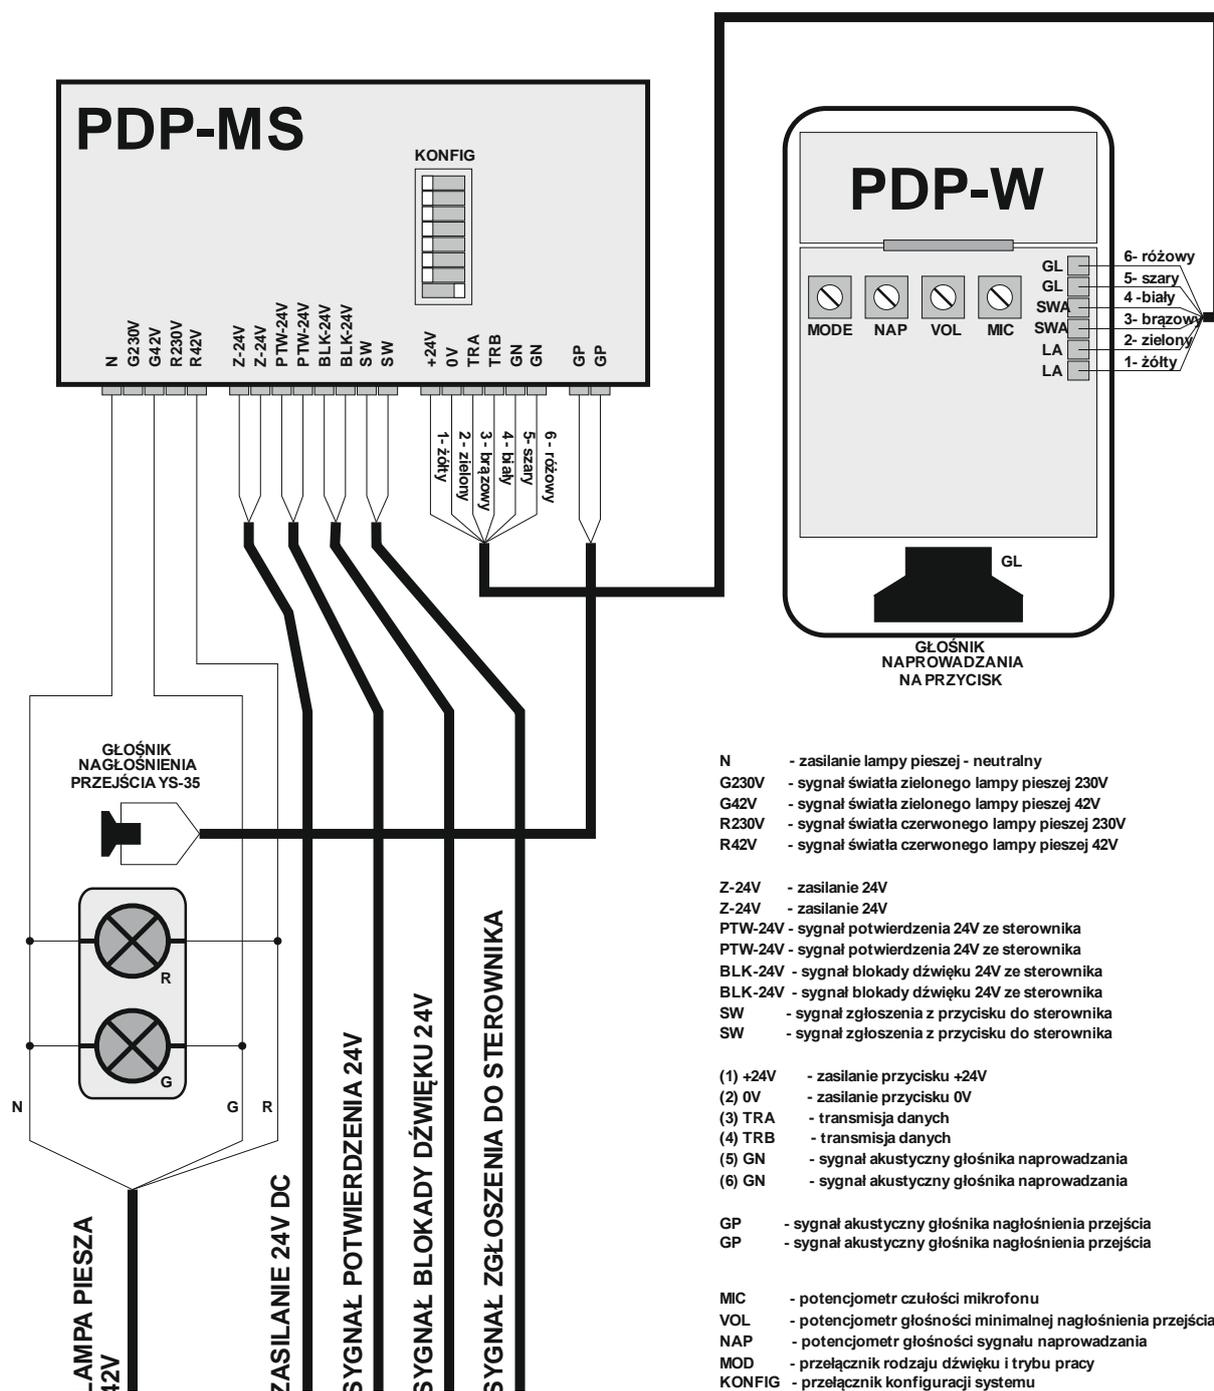 PDP-MS
KONFIG
N
G230V
G42V
R230V
R42V
Z-24V
Z-24V
PTW-24V
PTW-24V
BLK-24V
BLK-24V
SW
SW
+24V
0V
TRA
TRB
GN
GN
GP
GP
1- żółty
2 - zielony
3 - brązowy
4 - biały
5- szary
6 - różowy
PDP-W
MODE
NAP
VOL
MIC
GL
GL
SWA
SWA
LA
LA
6- różowy
5- szary
4 -biały
3- brązowy
2- zielony
1- żółty
GL
GŁOŚNIK
NAPROWADZANIA
NA PRZYCISK
GŁOŚNIK
NAGŁOŚNIENIA
PRZEJŚCIA YS-35
R
G
N
G
R
LAMPA PIESZA
42V
ZASILANIE 24V DC
SYGNAŁ POTWIERDZENIA 24V
SYGNAŁ BLOKADY DŹWIĘKU 24V
SYGNAŁ ZGŁOSZENIA DO STEROWNIKA
N - zasilanie lampy pieszej - neutralny
G230V - sygnał światła zielonego lampy pieszej 230V
G42V - sygnał światła zielonego lampy pieszej 42V
R230V - sygnał światła czerwonego lampy pieszej 230V
R42V - sygnał światła czerwonego lampy pieszej 42V
Z-24V - zasilanie 24V
Z-24V - zasilanie 24V
PTW-24V - sygnał potwierdzenia 24V ze sterownika
PTW-24V - sygnał potwierdzenia 24V ze sterownika
BLK-24V - sygnał blokady dźwięku 24V ze sterownika
BLK-24V - sygnał blokady dźwięku 24V ze sterownika
SW - sygnał zgłoszenia z przycisku do sterownika
SW - sygnał zgłoszenia z przycisku do sterownika
(1) +24V - zasilanie przycisku +24V
(2) 0V - zasilanie przycisku 0V
(3) TRA - transmisja danych
(4) TRB - transmisja danych
(5) GN - sygnał akustyczny głośnika naprowadzania
(6) GN - sygnał akustyczny głośnika naprowadzania
GP - sygnał akustyczny głośnika nagłośnienia przejścia
GP - sygnał akustyczny głośnika nagłośnienia przejścia
MIC - potencjometr czułości mikrofonu
VOL - potencjometr głośności minimalnej nagłośnienia przejścia
NAP - potencjometr głośności sygnału naprowadzania
MOD - przełącznik rodzaju dźwięku i trybu pracy
KONFIG - przełącznik konfiguracji systemu